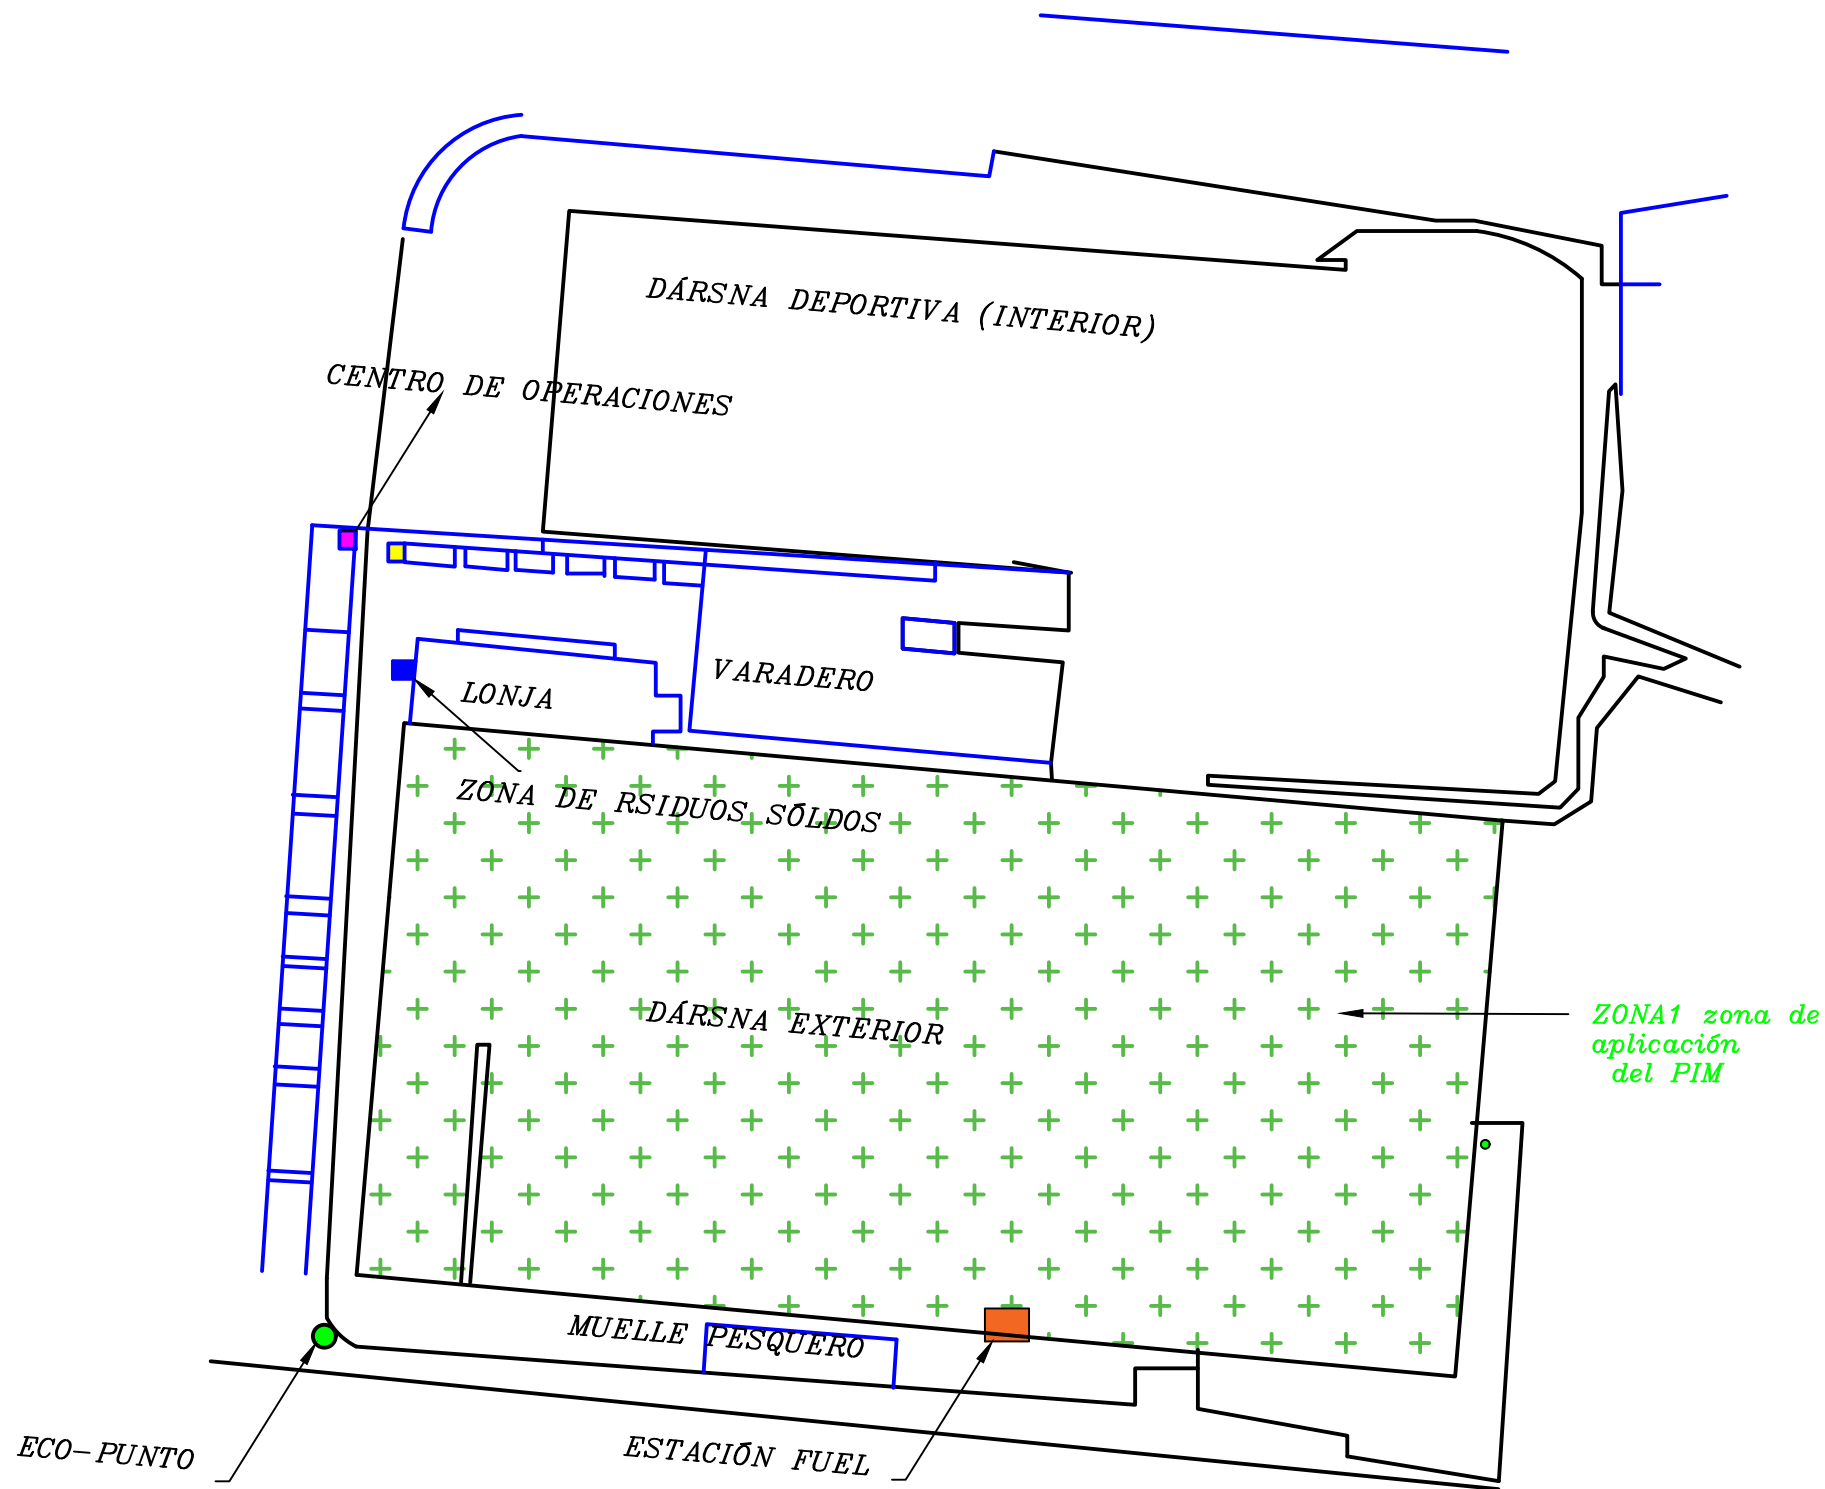 DÁRSNA DEPORTIVA (INTERIOR)
CENTRO DE OPERACIONES
VARADERO
LONJA
ZONA DE RSIDUOS SÓLDOS
DÁRSNA EXTERIOR
ZONA1 zona de
aplicación
del PIM
MUELLE PESQUERO
ECO-PUNTO
ESTACIÓN FUEL